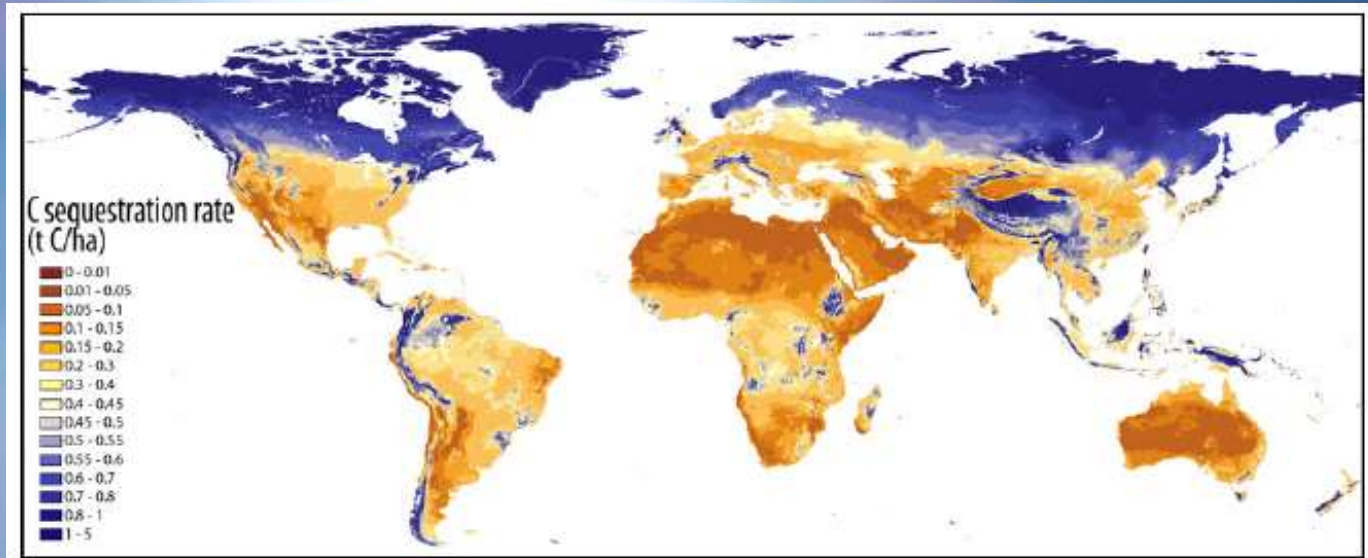 C sequestration rate
(t C/ha)
0 - 0.01
0.01 - 0.05
0.05 - 0.1
0.1 - 0.15
0.15 - 0.2
0.2 - 0.3
0.3 - 0.4
0.4 - 0.45
0.45 - 0.5
0.5 - 0.55
0.55 - 0.6
0.6 - 0.7
0.7 - 0.8
0.8 - 1
1 - 5